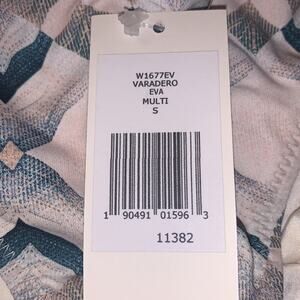 W1677EV
VARADERO
EVA
MULTI
S
1 90491 01596 3
11382